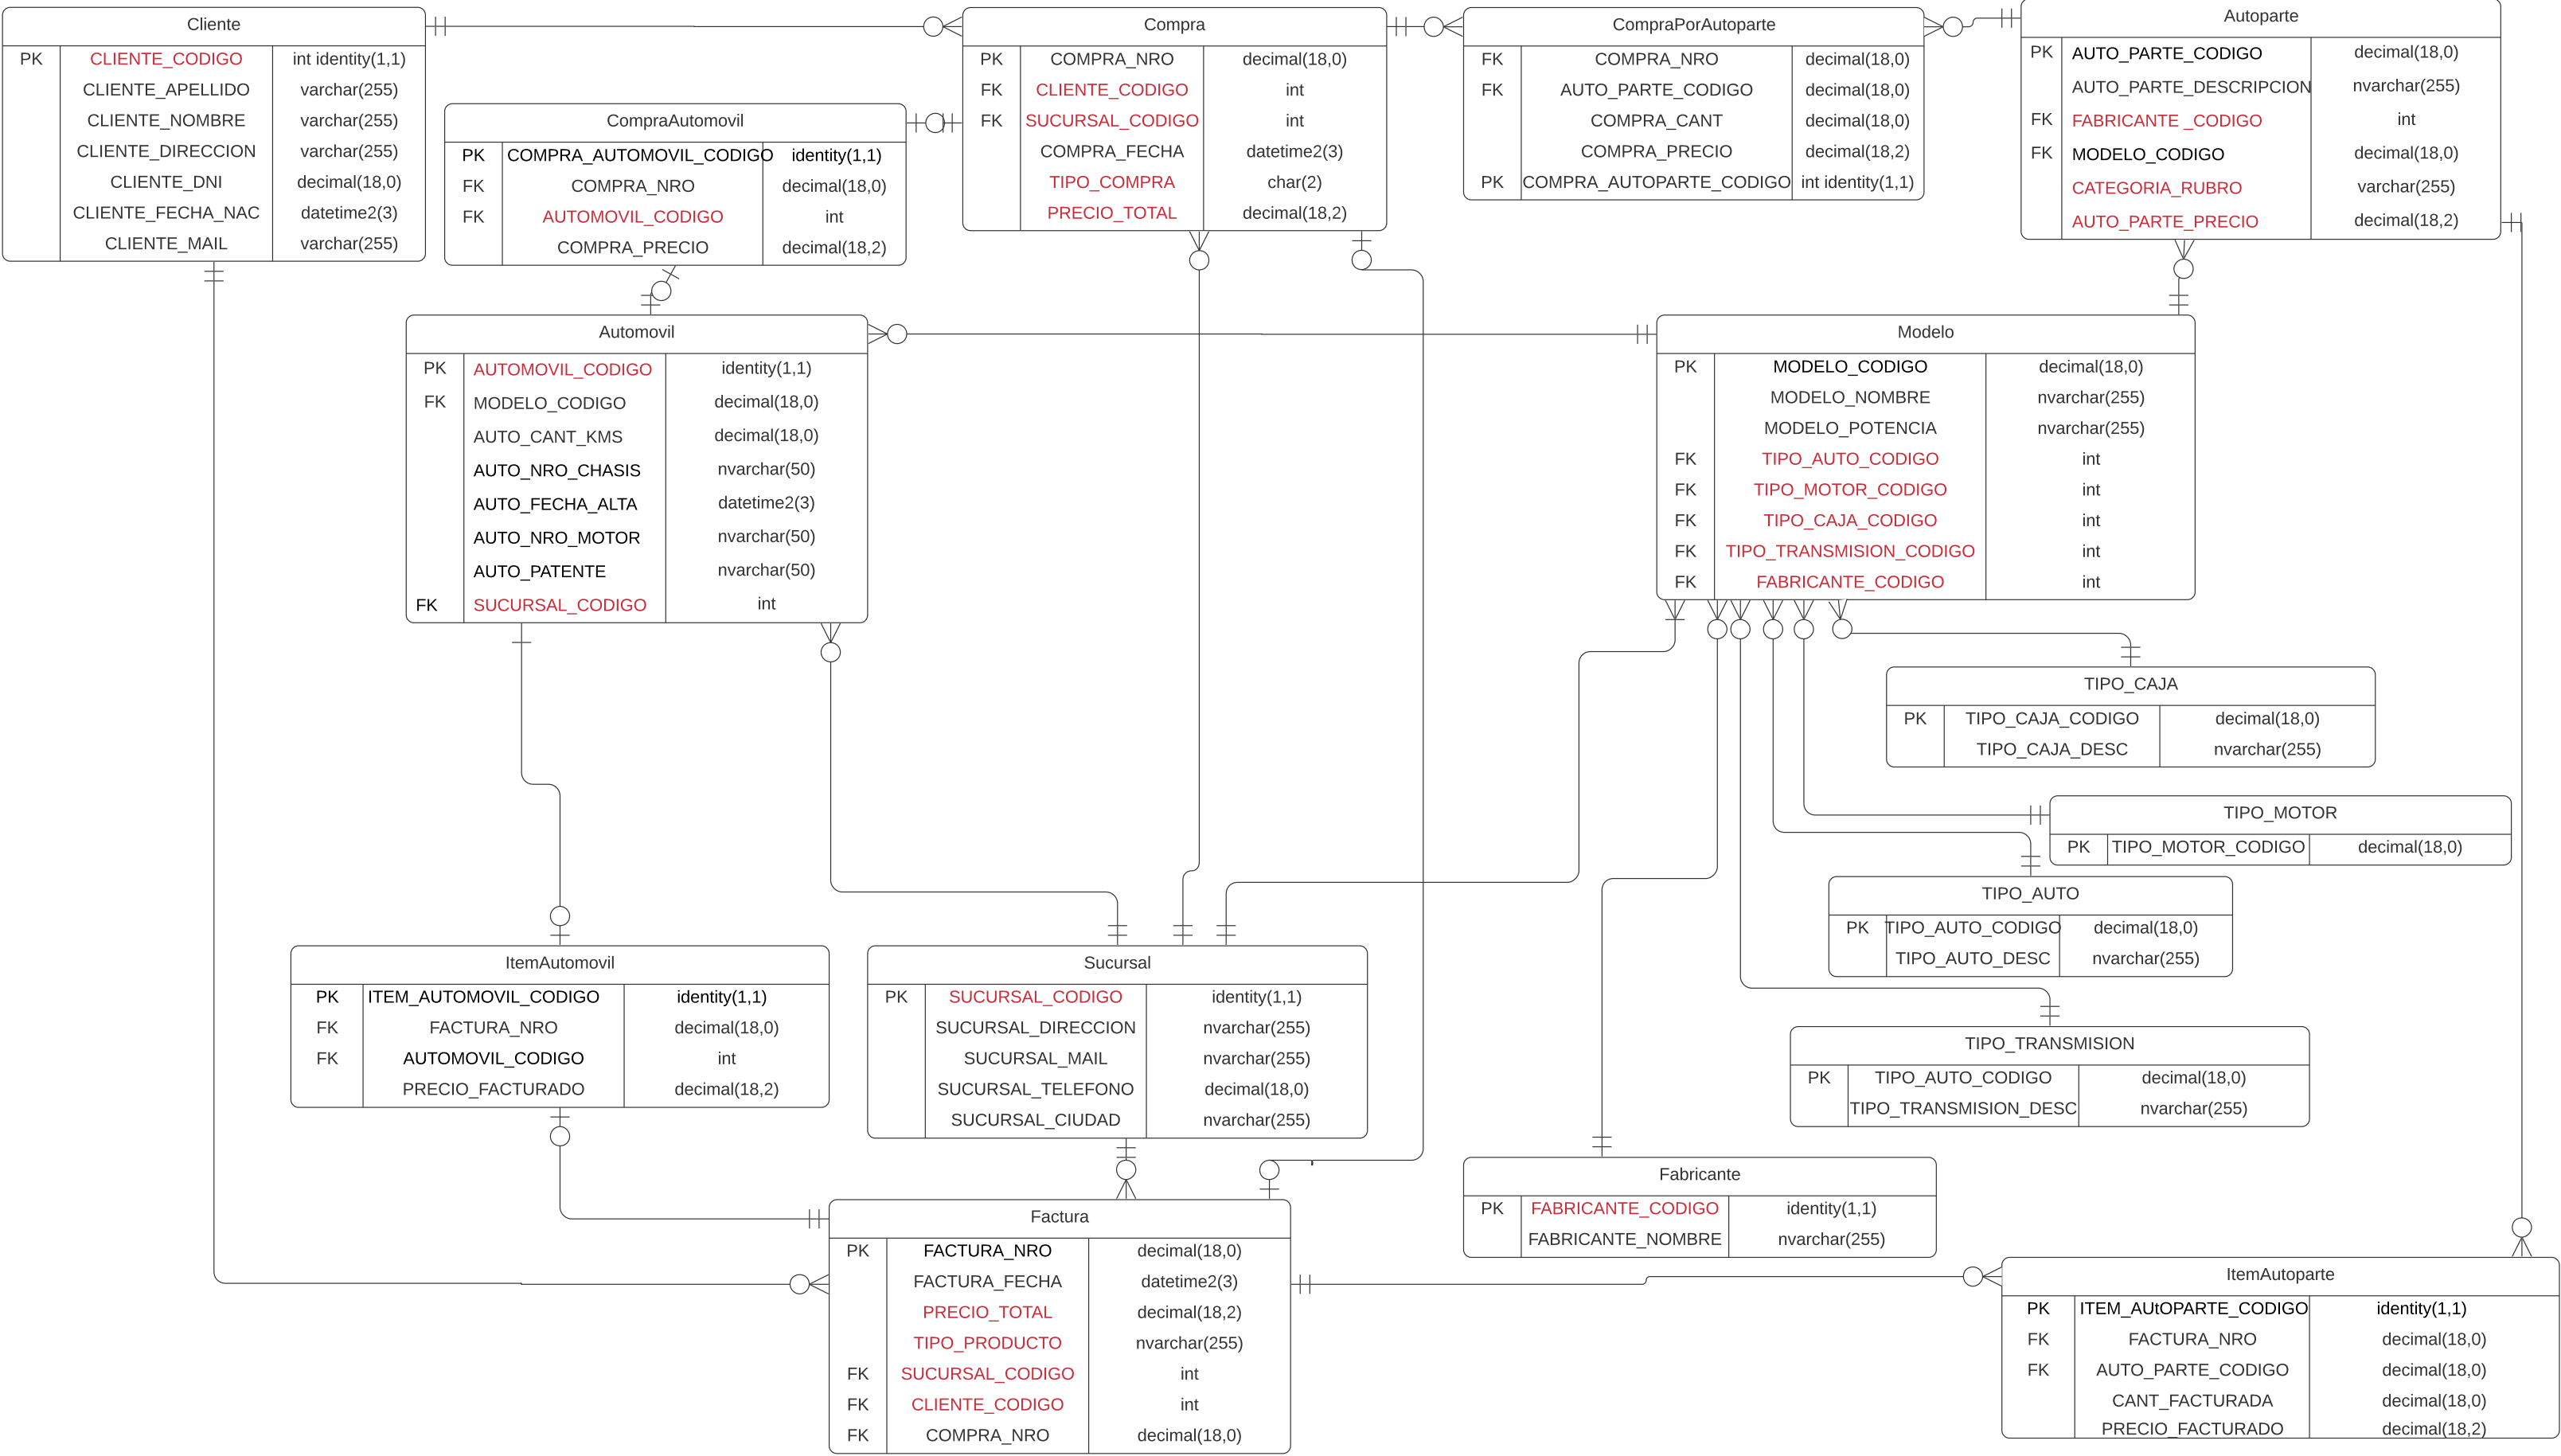 Cliente
PK CLIENTE_CODIGO int identity(1,1)
CLIENTE_APELLIDO varchar(255)
CLIENTE_NOMBRE varchar(255)
CLIENTE_DIRECCION varchar(255)
CLIENTE_DNI decimal(18,0)
CLIENTE_FECHA_NAC datetime2(3)
CLIENTE_MAIL varchar(255)
Compra
PK COMPRA_NRO decimal(18,0)
FK CLIENTE_CODIGO int
FK SUCURSAL_CODIGO int
COMPRA_FECHA datetime2(3)
TIPO_COMPRA char(2)
PRECIO_TOTAL decimal(18,2)
CompraPorAutoparte
FK COMPRA_NRO decimal(18,0)
FK AUTO_PARTE_CODIGO decimal(18,0)
COMPRA_CANT decimal(18,0)
COMPRA_PRECIO decimal(18,2)
PK COMPRA_AUTOPARTE_CODIGO int identity(1,1)
Autoparte
PK AUTO_PARTE_CODIGO decimal(18,0)
AUTO_PARTE_DESCRIPCION nvarchar(255)
FK FABRICANTE _CODIGO int
FK MODELO_CODIGO decimal(18,0)
CATEGORIA_RUBRO varchar(255)
AUTO_PARTE_PRECIO decimal(18,2)
CompraAutomovil
PK COMPRA_AUTOMOVIL_CODIGO identity(1,1)
FK COMPRA_NRO decimal(18,0)
FK AUTOMOVIL_CODIGO int
COMPRA_PRECIO decimal(18,2)
Automovil
PK AUTOMOVIL_CODIGO identity(1,1)
FK MODELO_CODIGO decimal(18,0)
AUTO_CANT_KMS decimal(18,0)
AUTO_NRO_CHASIS nvarchar(50)
AUTO_FECHA_ALTA datetime2(3)
AUTO_NRO_MOTOR nvarchar(50)
AUTO_PATENTE nvarchar(50)
FK SUCURSAL_CODIGO int
Modelo
PK MODELO_CODIGO decimal(18,0)
MODELO_NOMBRE nvarchar(255)
MODELO_POTENCIA nvarchar(255)
FK TIPO_AUTO_CODIGO int
FK TIPO_MOTOR_CODIGO int
FK TIPO_CAJA_CODIGO int
FK TIPO_TRANSMISION_CODIGO int
FK FABRICANTE_CODIGO int
TIPO_CAJA
PK TIPO_CAJA_CODIGO decimal(18,0)
TIPO_CAJA_DESC nvarchar(255)
TIPO_MOTOR
PK TIPO_MOTOR_CODIGO decimal(18,0)
TIPO_AUTO
PK TIPO_AUTO_CODIGO decimal(18,0)
TIPO_AUTO_DESC nvarchar(255)
TIPO_TRANSMISION
PK TIPO_AUTO_CODIGO decimal(18,0)
TIPO_TRANSMISION_DESC nvarchar(255)
ItemAutomovil
PK ITEM_AUTOMOVIL_CODIGO identity(1,1)
FK FACTURA_NRO decimal(18,0)
FK AUTOMOVIL_CODIGO int
PRECIO_FACTURADO decimal(18,2)
Sucursal
PK SUCURSAL_CODIGO identity(1,1)
SUCURSAL_DIRECCION nvarchar(255)
SUCURSAL_MAIL nvarchar(255)
SUCURSAL_TELEFONO decimal(18,0)
SUCURSAL_CIUDAD nvarchar(255)
Fabricante
PK FABRICANTE_CODIGO identity(1,1)
FABRICANTE_NOMBRE nvarchar(255)
Factura
PK FACTURA_NRO decimal(18,0)
FACTURA_FECHA datetime2(3)
PRECIO_TOTAL decimal(18,2)
TIPO_PRODUCTO nvarchar(255)
FK SUCURSAL_CODIGO int
FK CLIENTE_CODIGO int
FK COMPRA_NRO decimal(18,0)
ItemAutoparte
PK ITEM_AUtOPARTE_CODIGO identity(1,1)
FK FACTURA_NRO decimal(18,0)
FK AUTO_PARTE_CODIGO decimal(18,0)
CANT_FACTURADA decimal(18,0)
PRECIO_FACTURADO decimal(18,2)